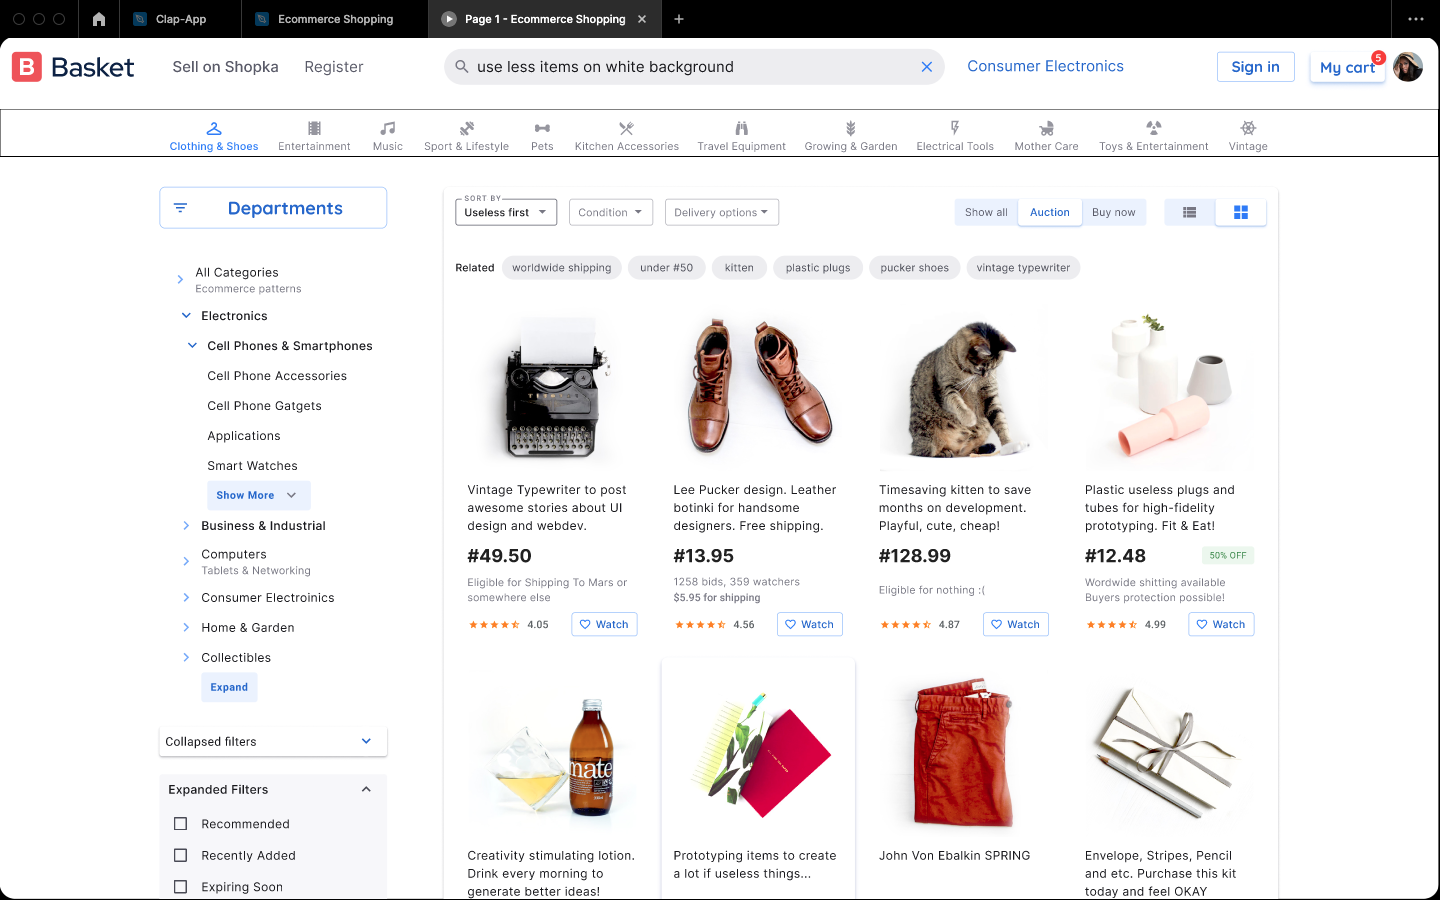 Clap-App
Ecommerce Shopping
Page 1 - Ecommerce Shopping
B Basket
Sell on Shopka
Register
use less items on white background
Consumer Electronics
Sign in
My cart
5
Clothing & Shoes
Entertainment
Music
Sport & Lifestyle
Pets
Kitchen Accessories
Travel Equipment
Growing & Garden
Electrical Tools
Mother Care
Toys & Entertainment
Vintage
Departments
All Categories
Ecommerce patterns
Electronics
Cell Phones & Smartphones
Cell Phone Accessories
Cell Phone Gatgets
Applications
Smart Watches
Show More
Business & Industrial
Computers
Tablets & Networking
Consumer Electroinics
Home & Garden
Collectibles
Expand
Collapsed filters
Expanded Filters
Recommended
Recently Added
Expiring Soon
SORT BY
Useless first
Condition
Delivery options
Show all
Auction
Buy now
Related
worldwide shipping
under #50
kitten
plastic plugs
pucker shoes
vintage typewriter
Vintage Typewriter to post
awesome stories about UI
design and webdev.
#49.50
Eligible for Shipping To Mars or
somewhere else
4.05
Watch
Lee Pucker design. Leather
botinki for handsome
designers. Free shipping.
#13.95
1258 bids, 359 watchers
$5.95 for shipping
4.56
Watch
Timesaving kitten to save
months on development.
Playful, cute, cheap!
#128.99
Eligible for nothing :(
4.87
Watch
Plastic useless plugs and
tubes for high-fidelity
prototyping. Fit & Eat!
#12.48
50% OFF
Wordwide shitting available
Buyers protection possible!
4.99
Watch
mate
Creativity stimulating lotion.
Drink every morning to
generate better ideas!
Prototyping items to create
a lot if useless things...
John Von Ebalkin SPRING
Envelope, Stripes, Pencil
and etc. Purchase this kit
today and feel OKAY